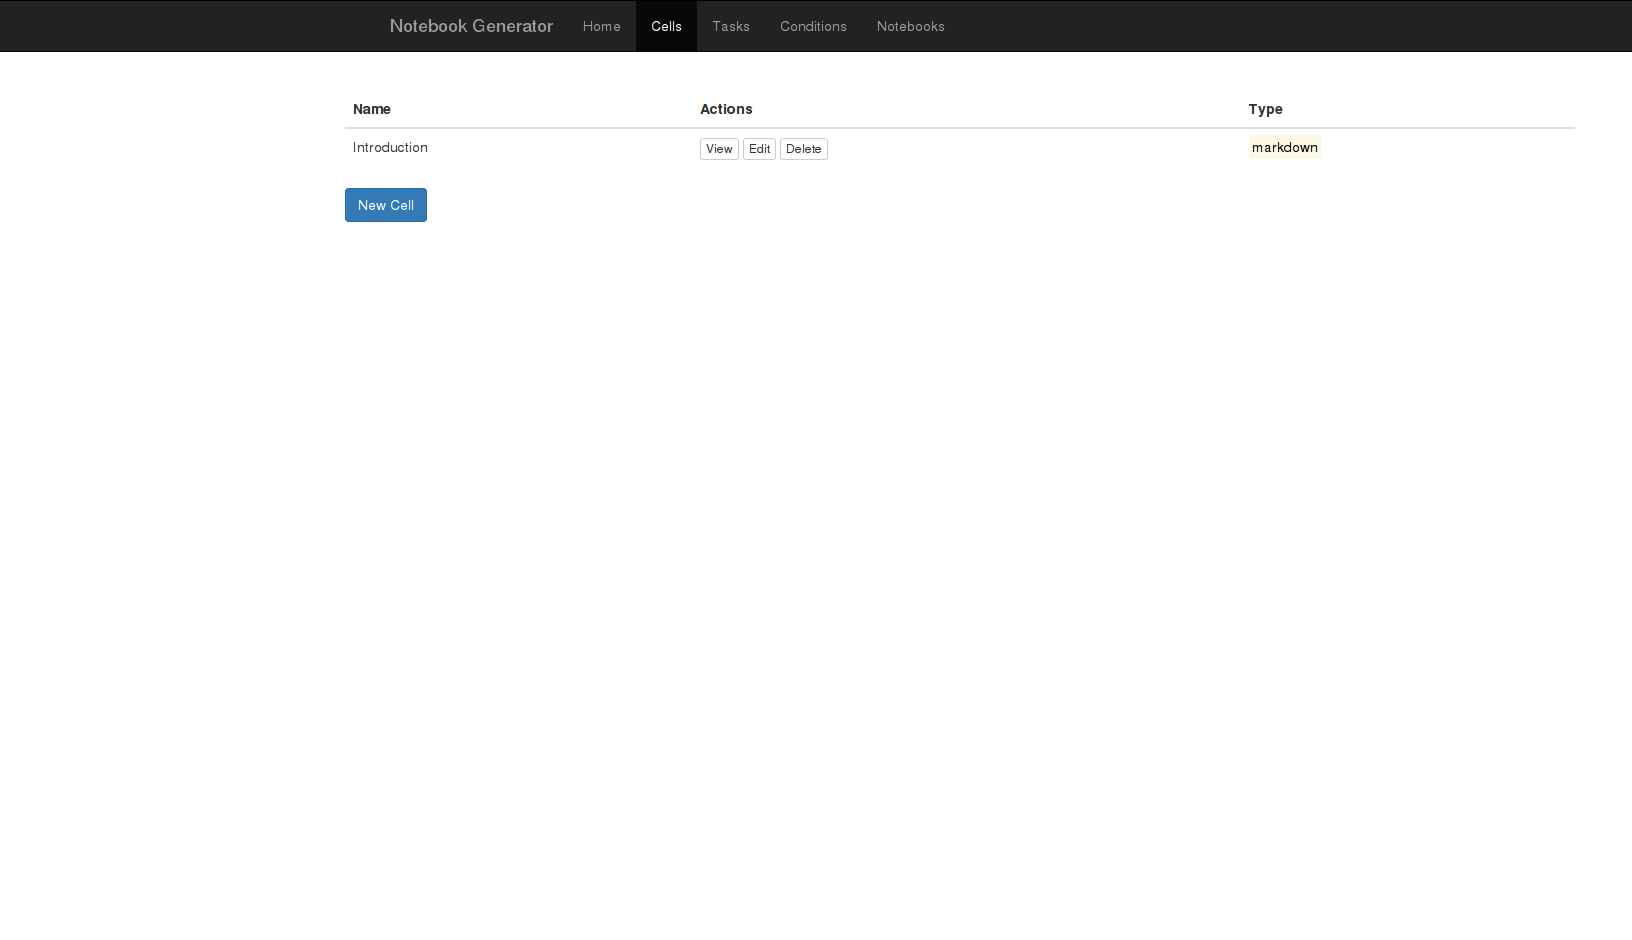 Notebook Generator Home Cells Tasks Conditions Notebooks
Name Actions Type
Introduction View Edit Delete markdown
New Cell